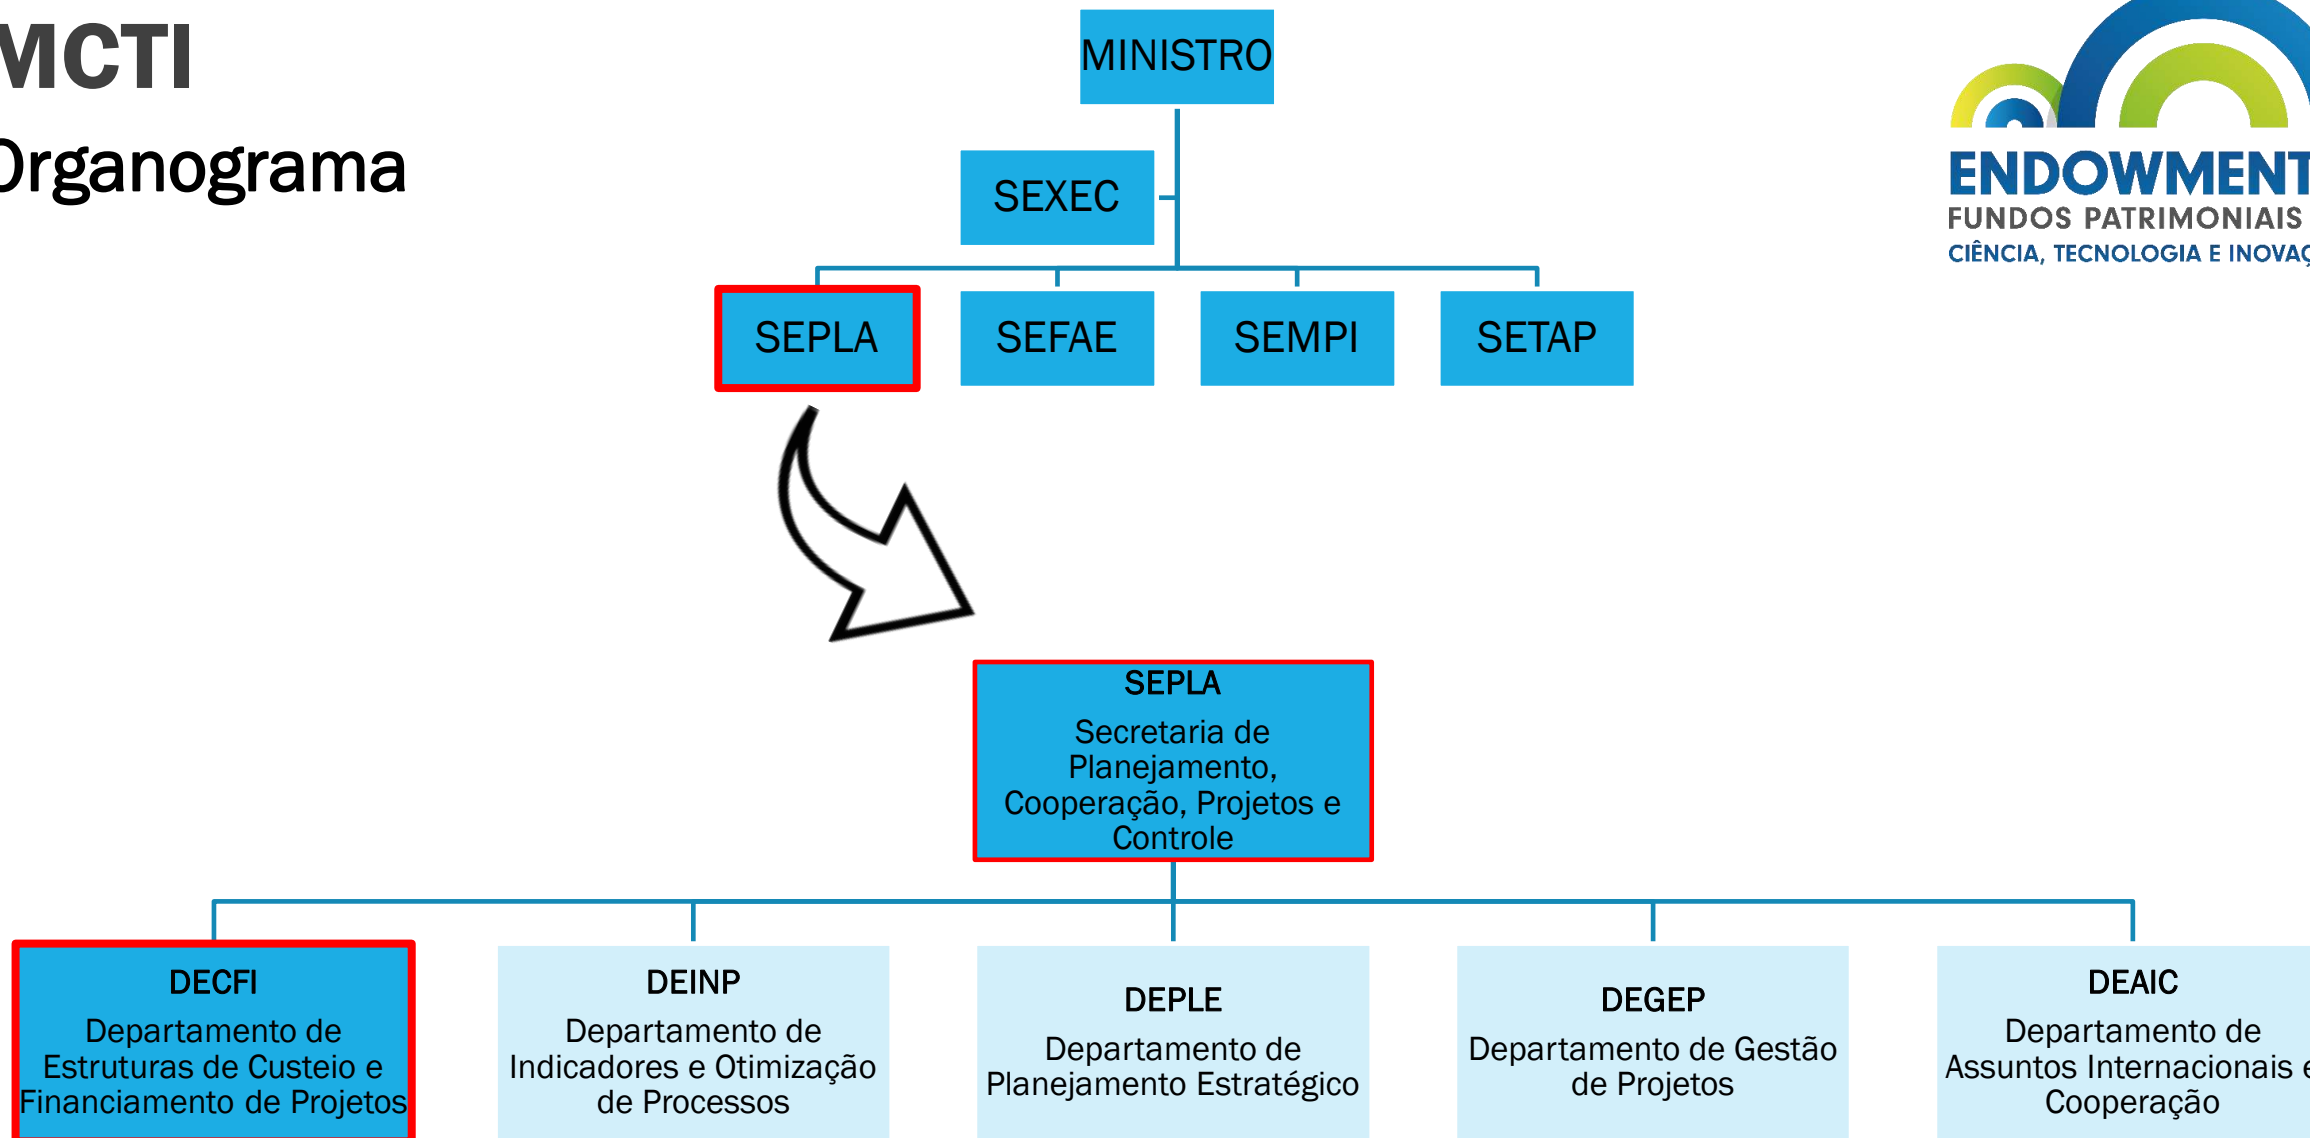 MCTI
Organograma
MINISTRO
SEXEC
SEPLA
SEFAE
SEMPI
SETAP
ENDOWMENT
FUNDOS PATRIMONIAIS
CIÊNCIA, TECNOLOGIA E INOVAÇ
SEPLA
Secretaria de
Planejamento,
Cooperação, Projetos e
Controle
DECFI
Departamento de
Estruturas de Custeio e
Financiamento de Projetos
DEINP
Departamento de
Indicadores e Otimização
de Processos
DEPLE
Departamento de
Planejamento Estratégico
DEGEP
Departamento de Gestão
de Projetos
DEAIC
Departamento de
Assuntos Internacionais e
Cooperação